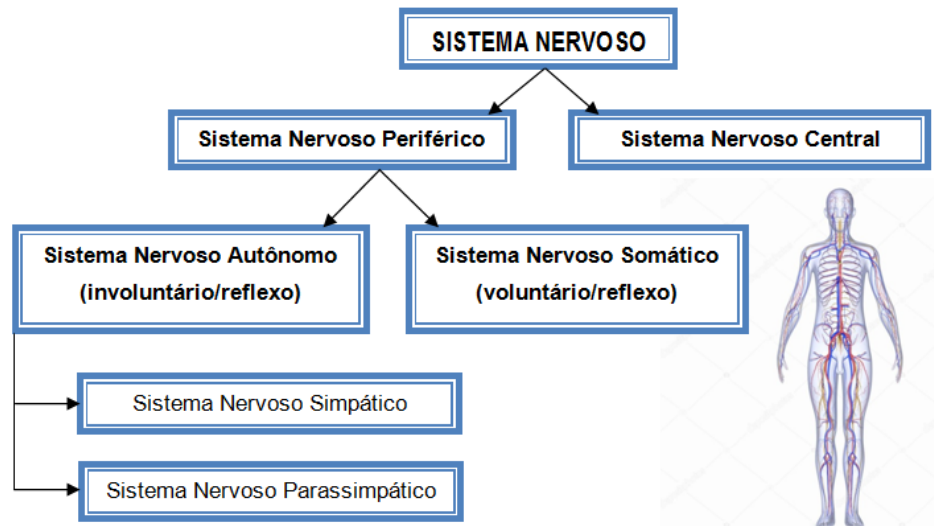 SISTEMA NERVOSO
Sistema Nervoso Periférico
Sistema Nervoso Central
Sistema Nervoso Autônomo
(involuntário/reflexo)
Sistema Nervoso Somático
(voluntário/reflexo)
Sistema Nervoso Simpático
Sistema Nervoso Parassimpático